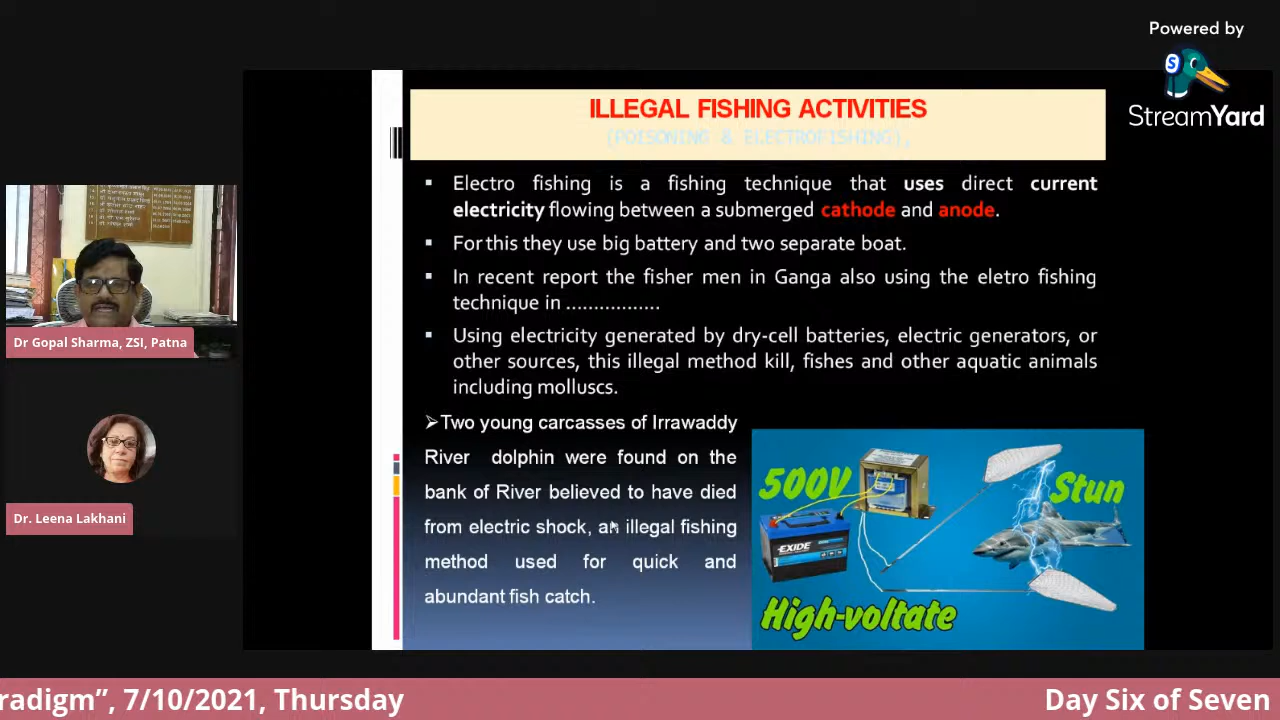 Powered by
StreamYard
ILLEGAL FISHING ACTIVITIES
(POISONING & ELECTROFISHING),
▪ Electro fishing is a fishing technique that uses direct current
electricity flowing between a submerged cathode and anode.
▪ For this they use big battery and two separate boat.
▪ In recent report the fisher men in Ganga also using the eletro fishing
technique in .................
▪ Using electricity generated by dry-cell batteries, electric generators, or
other sources, this illegal method kill, fishes and other aquatic animals
including molluscs.
➢Two young carcasses of Irrawaddy
River dolphin were found on the
bank of River believed to have died
from electric shock, an illegal fishing
method used for quick and
abundant fish catch.
500V
Stun
EXIDE
High-voltate
Dr Gopal Sharma, ZSI, Patna
Dr. Leena Lakhani
radigm”, 7/10/2021, Thursday
Day Six of Seven